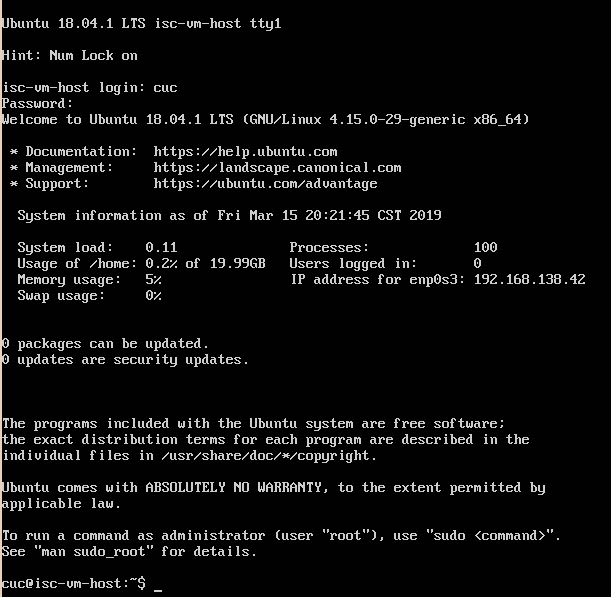 Ubuntu 18.04.1 LTS isc-vm-host tty1
Hint: Num Lock on
isc-vm-host login: cuc
Password:
Welcome to Ubuntu 18.04.1 LTS (GNU/Linux 4.15.0-29-generic x86_64)
* Documentation:  https://help.ubuntu.com
* Management:     https://landscape.canonical.com
* Support:        https://ubuntu.com/advantage
System information as of Fri Mar 15 20:21:45 CST 2019
System load:    0.11              Processes:             100
Usage of /home: 0.2% of 19.99GB   Users logged in:       0
Memory usage:   5%                IP address for enp0s3: 192.168.138.42
Swap usage:     0%
0 packages can be updated.
0 updates are security updates.
The programs included with the Ubuntu system are free software;
the exact distribution terms for each program are described in the
individual files in /usr/share/doc/*/copyright.
Ubuntu comes with ABSOLUTELY NO WARRANTY, to the extent permitted by
applicable law.
To run a command as administrator (user "root"), use "sudo <command>".
See "man sudo_root" for details.
cuc@isc-vm-host:~$ _